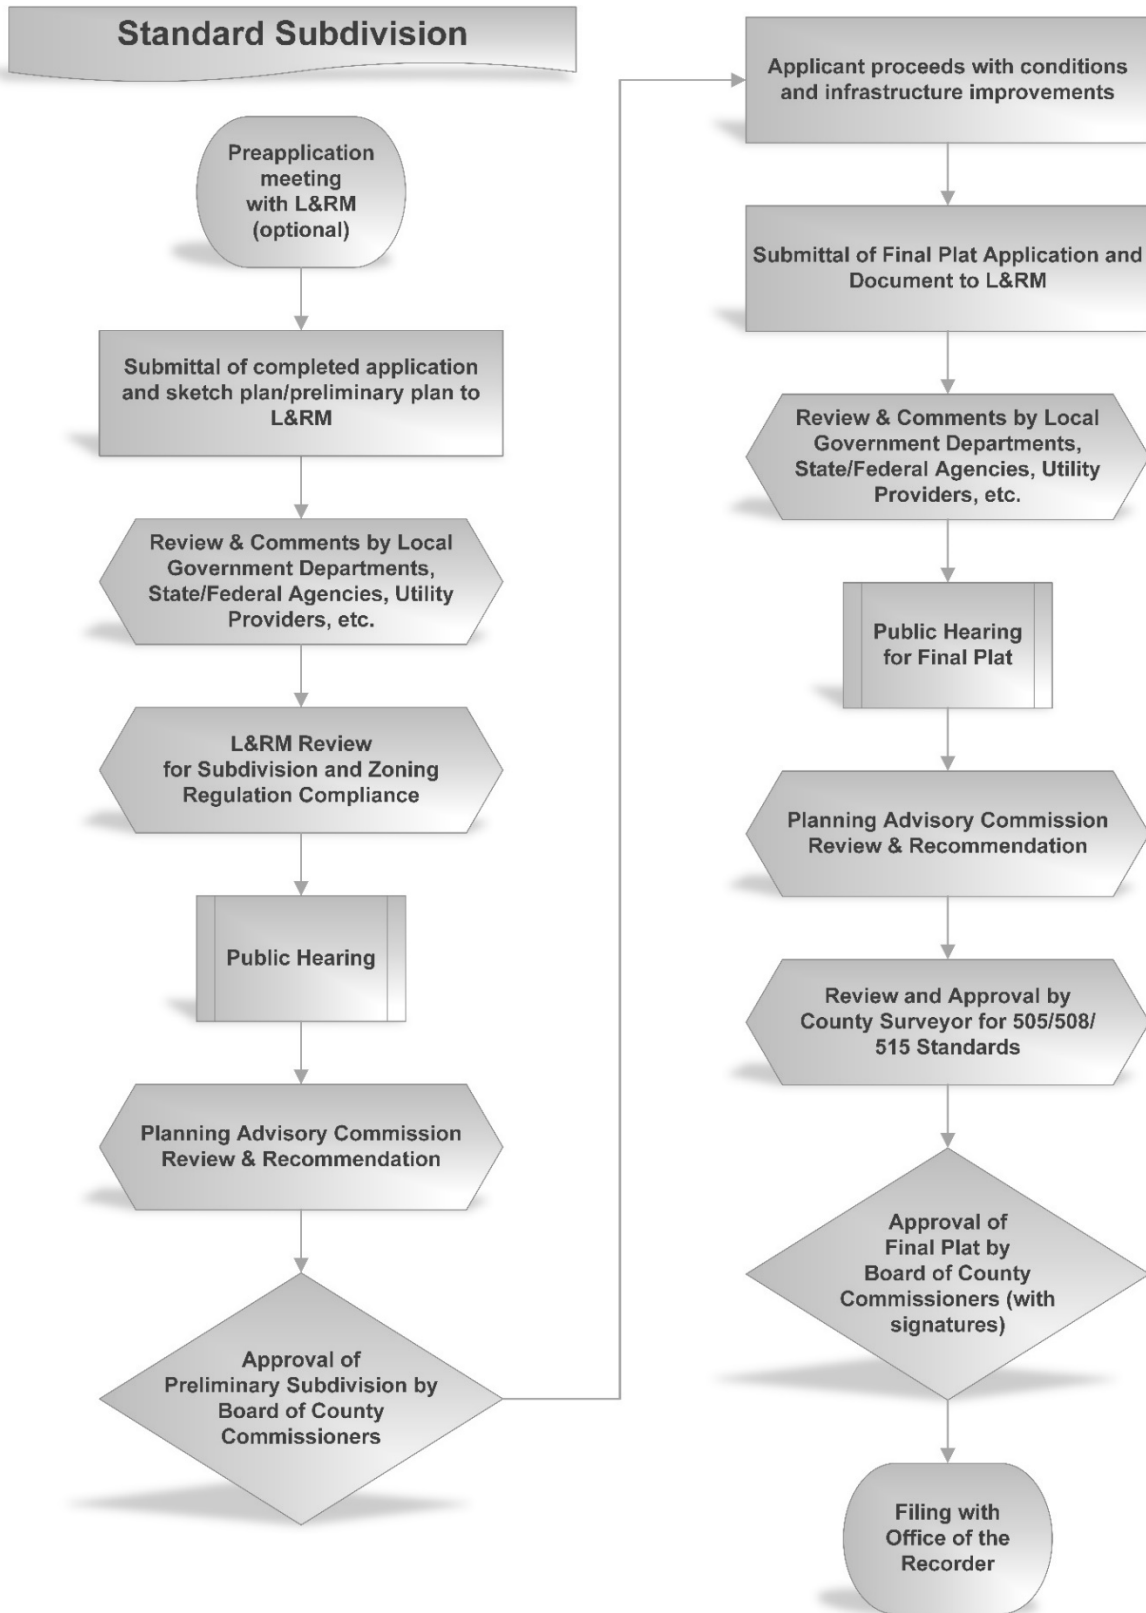 Standard Subdivision
Preapplication
meeting
with L&RM
(optional)
Submittal of completed application
and sketch plan/preliminary plan to
L&RM
Review & Comments by Local
Government Departments,
State/Federal Agencies, Utility
Providers, etc.
L&RM Review
for Subdivision and Zoning
Regulation Compliance
Public Hearing
Planning Advisory Commission
Review & Recommendation
Approval of
Preliminary Subdivision by
Board of County
Commissioners
Applicant proceeds with conditions
and infrastructure improvements
Submittal of Final Plat Application and
Document to L&RM
Review & Comments by Local
Government Departments,
State/Federal Agencies, Utility
Providers, etc.
Public Hearing
for Final Plat
Planning Advisory Commission
Review & Recommendation
Review and Approval by
County Surveyor for 505/508/
515 Standards
Approval of
Final Plat by
Board of County
Commissioners (with
signatures)
Filing with
Office of the
Recorder